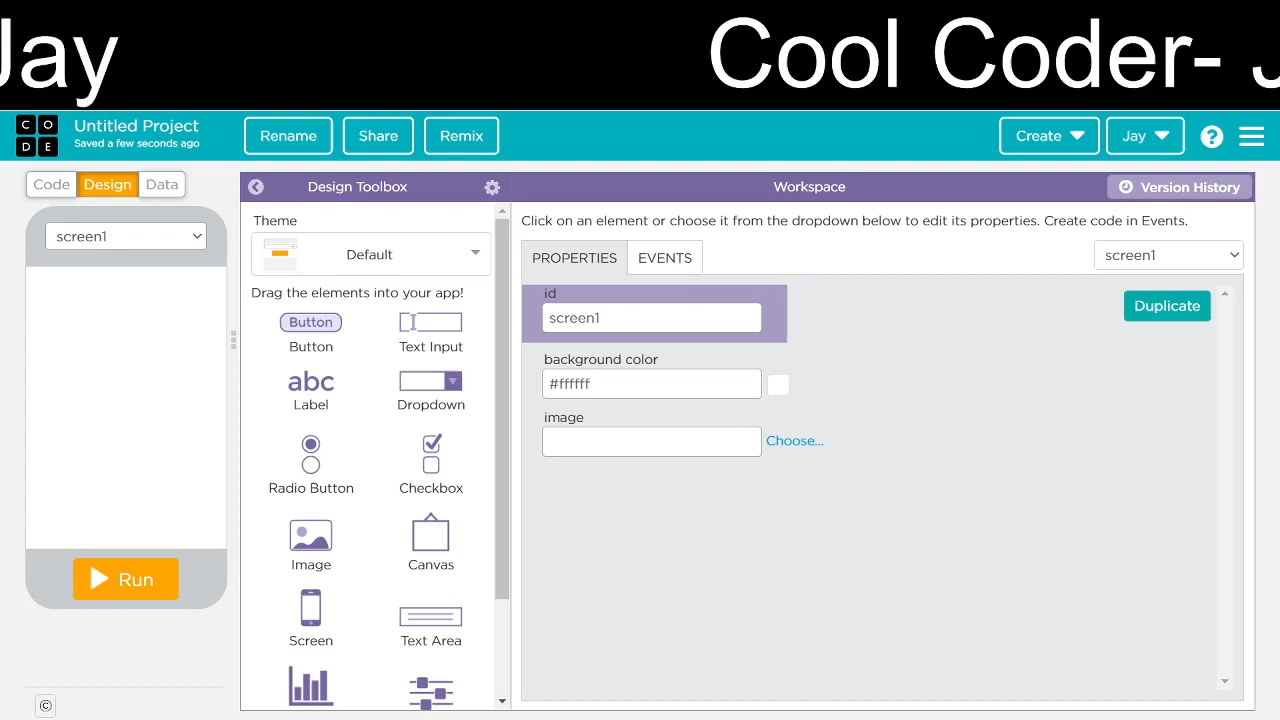 Jay Cool Coder-
CODE
Untitled Project
Saved a few seconds ago
Rename
Share
Remix
Create
Jay
?
Code
Design
Data
screen1
Run
©
Design Toolbox
Theme
Default
Drag the elements into your app!
Button
Button
Text Input
abc
Label
Dropdown
Radio Button
Checkbox
Image
Canvas
Screen
Text Area
Workspace
Version History
Click on an element or choose it from the dropdown below to edit its properties. Create code in Events.
PROPERTIES
EVENTS
screen1
id
screen1
Duplicate
background color
#ffffff
image
Choose...